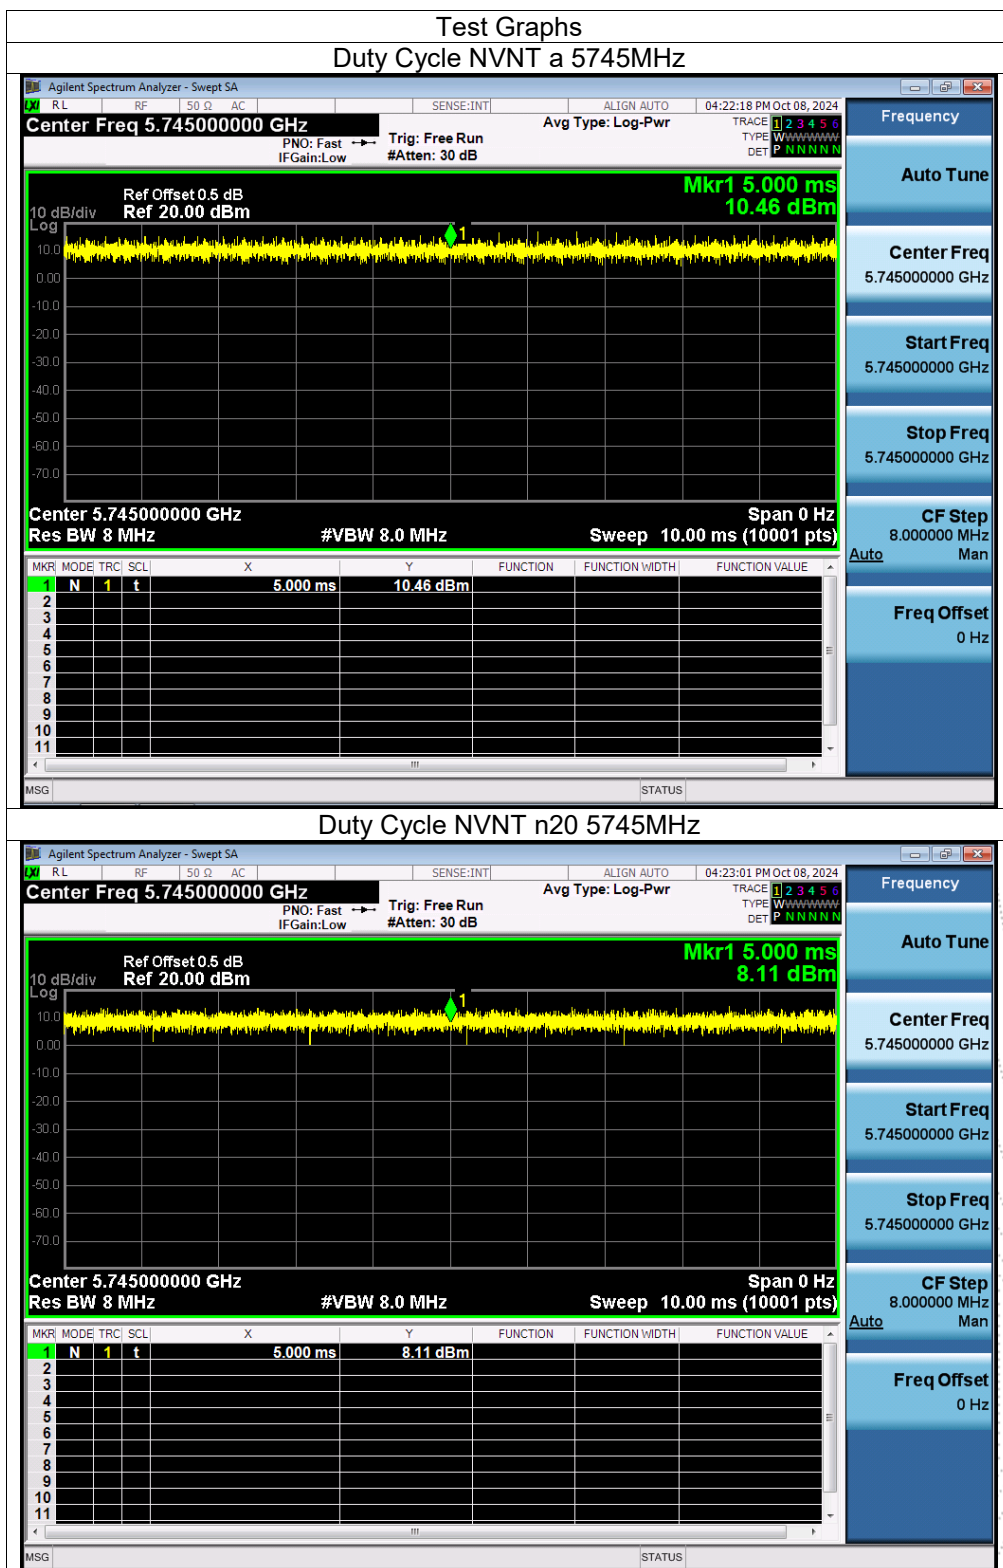 Test Graphs
Duty Cycle NVNT a 5745MHz
Agilent Spectrum Analyzer - Swept SA
LXI RL RF 50 Ω AC SENSE:INT ALIGN AUTO 04:22:18 PM Oct 08, 2024
Center Freq 5.745000000 GHz Avg Type: Log-Pwr TRACE 1 2 3 4 5 6
PNO: Fast Trig: Free Run TYPE WWWWWW
IFGain:Low #Atten: 30 dB DET P N N N N N
Frequency
Mkr1 5.000 ms
10.46 dBm
Ref Offset 0.5 dB
10 dB/div Ref 20.00 dBm
Log
1
10.0
0.00
-10.0
-20.0
-30.0
-40.0
-50.0
-60.0
-70.0
Center 5.745000000 GHz Span 0 Hz
Res BW 8 MHz #VBW 8.0 MHz Sweep 10.00 ms (10001 pts)
MKR MODE TRC SCL X Y FUNCTION FUNCTION WIDTH FUNCTION VALUE
1 N 1 t 5.000 ms 10.46 dBm
2
3
4
5
6
7
8
9
10
11
MSG STATUS
Auto Tune
Center Freq
5.745000000 GHz
Start Freq
5.745000000 GHz
Stop Freq
5.745000000 GHz
CF Step
8.000000 MHz
Auto Man
Freq Offset
0 Hz
Duty Cycle NVNT n20 5745MHz
Agilent Spectrum Analyzer - Swept SA
LXI RL RF 50 Ω AC SENSE:INT ALIGN AUTO 04:23:01 PM Oct 08, 2024
Center Freq 5.745000000 GHz Avg Type: Log-Pwr TRACE 1 2 3 4 5 6
PNO: Fast Trig: Free Run TYPE WWWWWW
IFGain:Low #Atten: 30 dB DET P N N N N N
Frequency
Mkr1 5.000 ms
8.11 dBm
Ref Offset 0.5 dB
10 dB/div Ref 20.00 dBm
Log
1
10.0
0.00
-10.0
-20.0
-30.0
-40.0
-50.0
-60.0
-70.0
Center 5.745000000 GHz Span 0 Hz
Res BW 8 MHz #VBW 8.0 MHz Sweep 10.00 ms (10001 pts)
MKR MODE TRC SCL X Y FUNCTION FUNCTION WIDTH FUNCTION VALUE
1 N 1 t 5.000 ms 8.11 dBm
2
3
4
5
6
7
8
9
10
11
MSG STATUS
Auto Tune
Center Freq
5.745000000 GHz
Start Freq
5.745000000 GHz
Stop Freq
5.745000000 GHz
CF Step
8.000000 MHz
Auto Man
Freq Offset
0 Hz